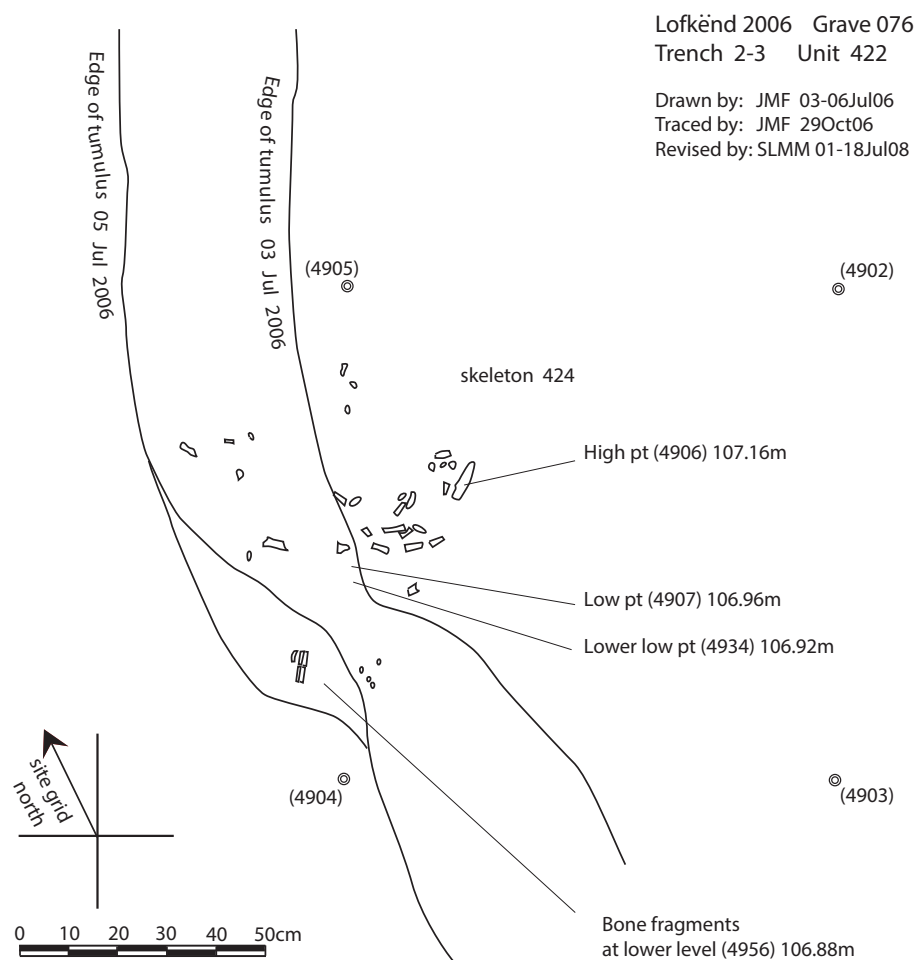 Lofkënd 2006 Grave 076
Trench 2-3 Unit 422
Drawn by: JMF 03-06Jul06
Traced by: JMF 29Oct06
Revised by: SLMM 01-18Jul08
Edge of tumulus 05 Jul 2006
Edge of tumulus 03 Jul 2006
(4905)
(4902)
skeleton 424
High pt (4906) 107.16m
Low pt (4907) 106.96m
Lower low pt (4934) 106.92m
site grid
north
(4904)
(4903)
0 10 20 30 40 50cm
Bone fragments
at lower level (4956) 106.88m